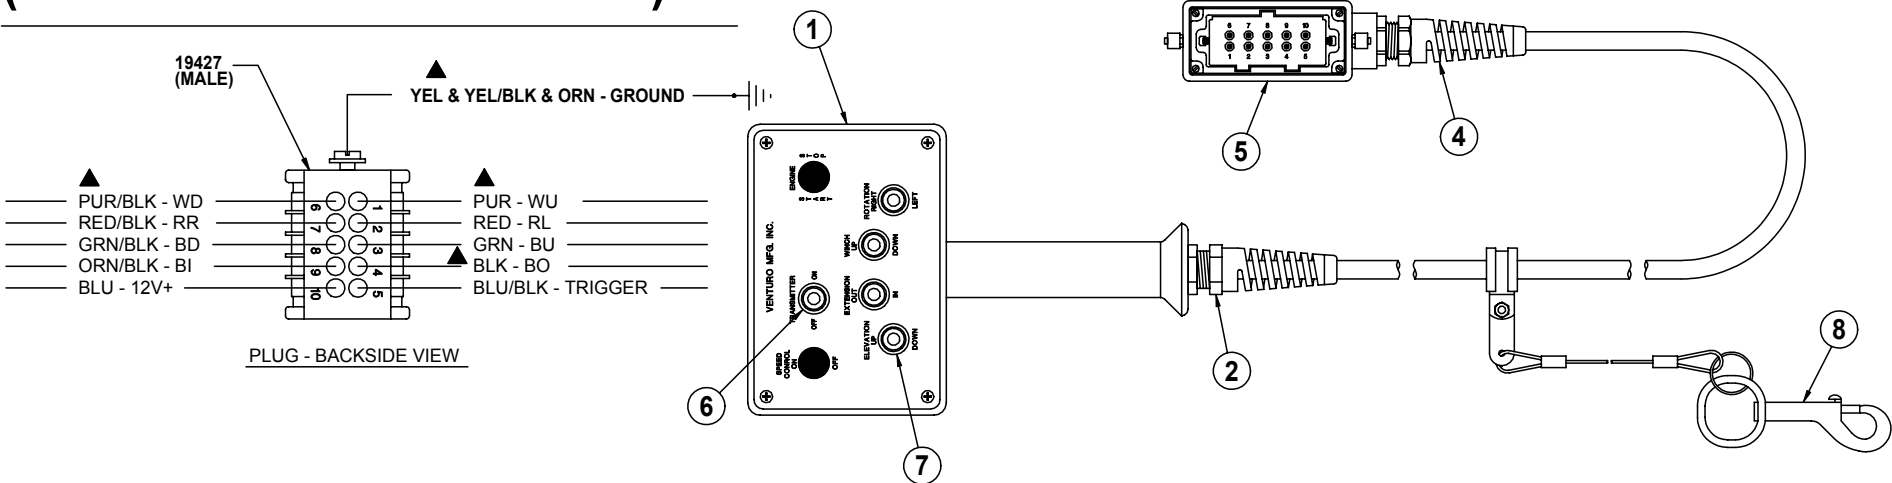 19427
(MALE)
YEL & YEL/BLK & ORN - GROUND
PUR/BLK - WD
RED/BLK - RR
GRN/BLK - BD
ORN/BLK - BI
BLU - 12V+
6
7
8
9
10
1
2
3
4
5
PUR - WU
RED - RL
GRN - BU
BLK - BO
BLU/BLK - TRIGGER
PLUG - BACKSIDE VIEW
1
VENTURO MFG. INC.
ENGINE
STOP
START
ROTATION
RIGHT
LEFT
WINCH
UP
DOWN
TRANSMITTER
ON
OFF
EXTENSION
OUT
IN
ELEVATION
UP
DOWN
SPEED
CONROL
ON
OFF
6
7
2
6 7 8 9 10
1 2 3 4 5
5
4
8